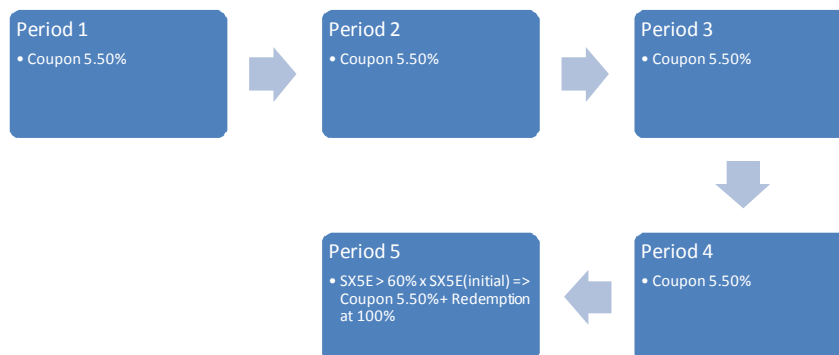 Period 1
• Coupon 5.50%
Period 2
• Coupon 5.50%
Period 3
• Coupon 5.50%
Period 4
• Coupon 5.50%
Period 5
• SX5E > 60% x SX5E(initial) =>
Coupon 5.50%+ Redemption
at 100%